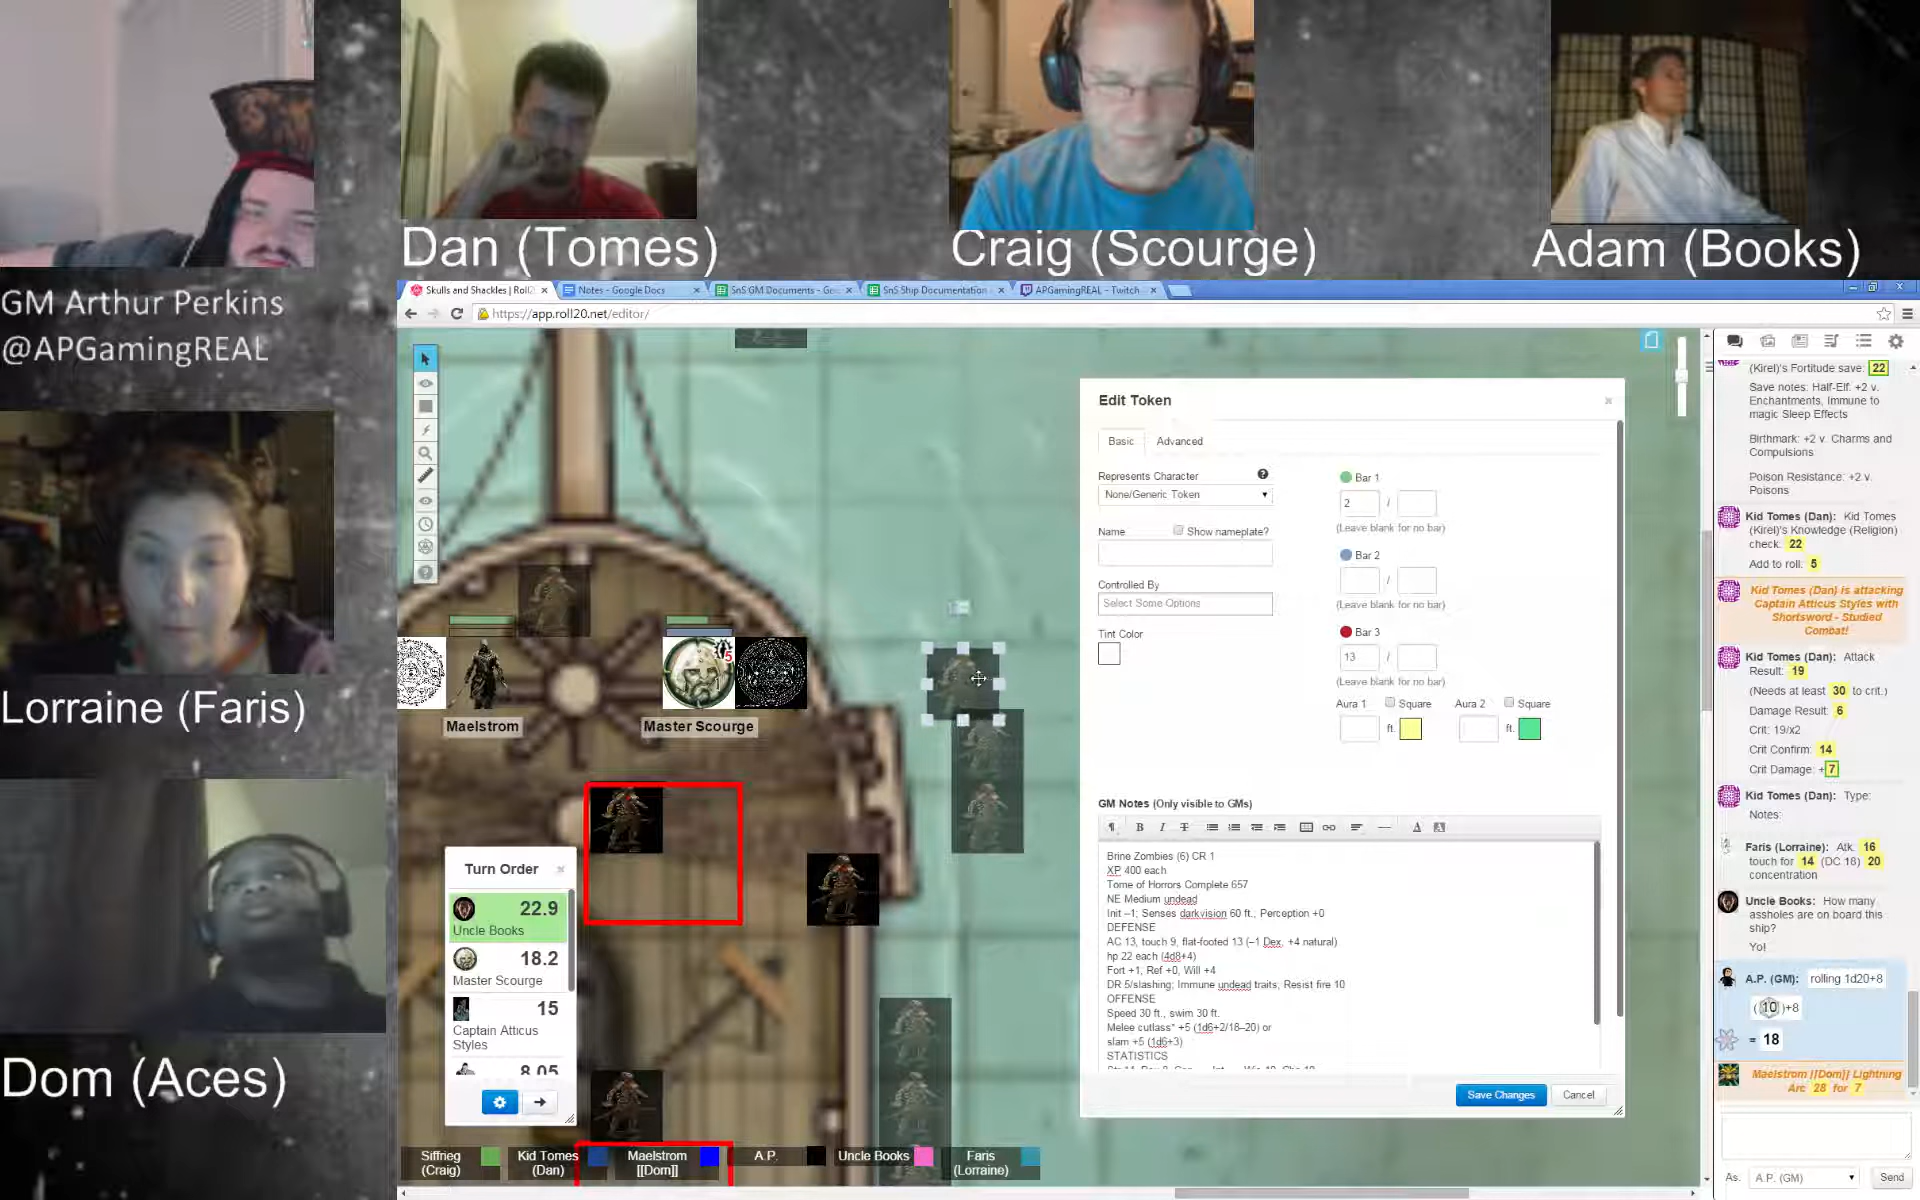 Dan (Tomes)
Craig (Scourge)
Adam (Books)
GM Arthur Perkins
@APGamingREAL
Lorraine (Faris)
Dom (Aces)
Skulls and Shackles | Roll2
Notes - Google Docs
SnS GM Documents - Go
SnS Ship Documentation
APGamingREAL - Twitch
https://app.roll20.net/editor/
Maelstrom
Master Scourge
5
Turn Order
22.9
Uncle Books
18.2
Master Scourge
15
Captain Atticus
Styles
8.05
Siffrieg
(Craig)
Kid Tomes
(Dan)
Maelstrom
[[Dom]]
A.P.
Uncle Books
Faris
(Lorraine)
Edit Token
Basic
Advanced
Represents Character
None/Generic Token
Name
Show nameplate?
Controlled By
Select Some Options
Tint Color
Bar 1
2 /
(Leave blank for no bar)
Bar 2
/
(Leave blank for no bar)
Bar 3
13 /
(Leave blank for no bar)
Aura 1 Square Aura 2 Square
ft. ft.
GM Notes (Only visible to GMs)
Brine Zombies (6) CR 1
XP 400 each
Tome of Horrors Complete 657
NE Medium undead
Init –1; Senses darkvision 60 ft., Perception +0
DEFENSE
AC 13, touch 9, flat-footed 13 (–1 Dex, +4 natural)
hp 22 each (4d8+4)
Fort +1, Ref +0, Will +4
DR 5/slashing; Immune undead traits, Resist fire 10
OFFENSE
Speed 30 ft., swim 30 ft.
Melee cutlass* +5 (1d6+2/18–20) or
slam +5 (1d6+3)
STATISTICS
Save Changes
Cancel
(Kirel)'s Fortitude save: 22
Save notes: Half-Elf. +2 v.
Enchantments, Immune to
magic Sleep Effects
Birthmark: +2 v. Charms and
Compulsions
Poison Resistance: +2 v.
Poisons
Kid Tomes (Dan): Kid Tomes
(Kirel)'s Knowledge (Religion)
check: 22
Add to roll: 5
Kid Tomes (Dan) is attacking
Captain Atticus Styles with
Shortsword - Studied
Combat!
Kid Tomes (Dan): Attack
Result: 19
(Needs at least 30 to crit.)
Damage Result: 6
Crit: 19/x2
Crit Confirm: 14
Crit Damage: +7
Kid Tomes (Dan): Type:
Notes:
Faris (Lorraine): Atk: 16
touch for 14 (DC 18) 20
concentration
Uncle Books: How many
assholes are on board this
ship?
Yo!
A.P. (GM): rolling 1d20+8
(10)+8
= 18
Maelstrom [[Dom]] Lightning
Arc 28 for 7
As: A.P. (GM)
Send